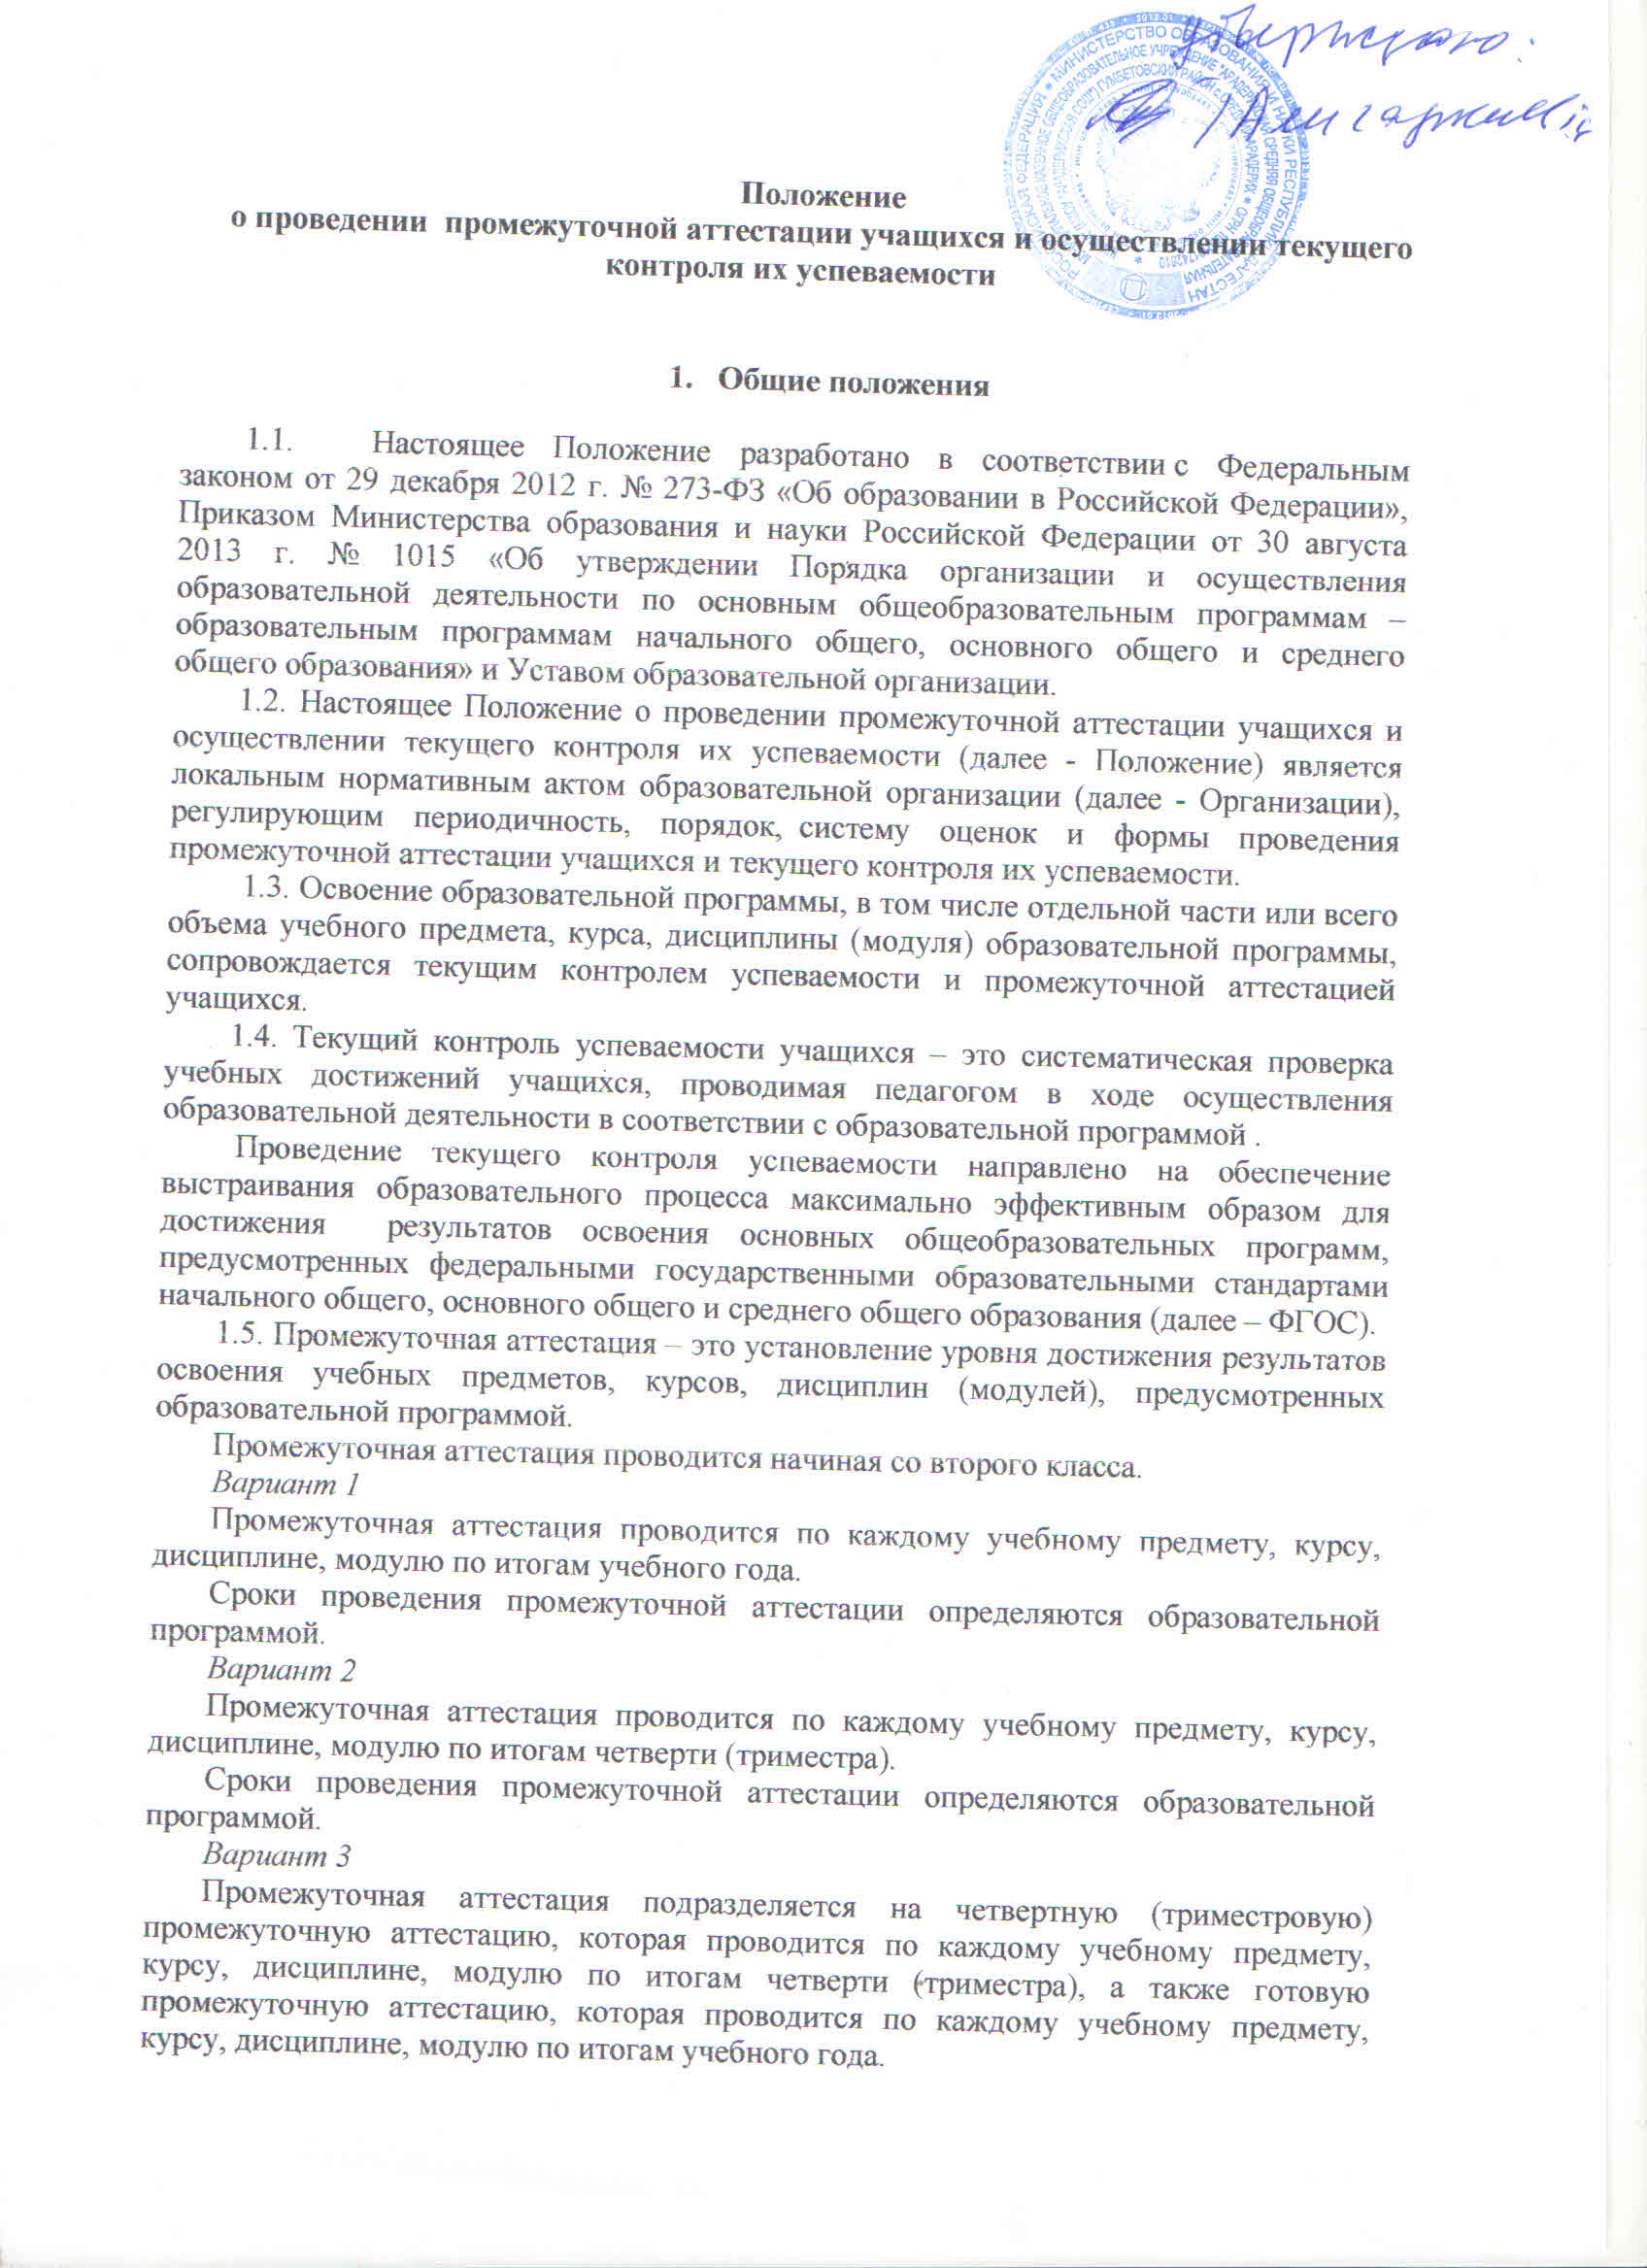 утверждаю:
Положение
о проведении промежуточной аттестации учащихся и осуществлении текущего
контроля их успеваемости
1. Общие положения
1.1. Настоящее Положение разработано в соответствии с Федеральным
законом от 29 декабря 2012 г. № 273-ФЗ «Об образовании в Российской Федерации»,
Приказом Министерства образования и науки Российской Федерации от 30 августа
2013 г. № 1015 «Об утверждении Порядка организации и осуществления
образовательной деятельности по основным общеобразовательным программам –
образовательным программам начального общего, основного общего и среднего
общего образования» и Уставом образовательной организации.
1.2. Настоящее Положение о проведении промежуточной аттестации учащихся и
осуществлении текущего контроля их успеваемости (далее - Положение) является
локальным нормативным актом образовательной организации (далее - Организации),
регулирующим периодичность, порядок, систему оценок и формы проведения
промежуточной аттестации учащихся и текущего контроля их успеваемости.
1.3. Освоение образовательной программы, в том числе отдельной части или всего
объема учебного предмета, курса, дисциплины (модуля) образовательной программы,
сопровождается текущим контролем успеваемости и промежуточной аттестацией
учащихся.
1.4. Текущий контроль успеваемости учащихся – это систематическая проверка
учебных достижений учащихся, проводимая педагогом в ходе осуществления
образовательной деятельности в соответствии с образовательной программой .
Проведение текущего контроля успеваемости направлено на обеспечение
выстраивания образовательного процесса максимально эффективным образом для
достижения результатов освоения основных общеобразовательных программ,
предусмотренных федеральными государственными образовательными стандартами
начального общего, основного общего и среднего общего образования (далее – ФГОС).
1.5. Промежуточная аттестация – это установление уровня достижения результатов
освоения учебных предметов, курсов, дисциплин (модулей), предусмотренных
образовательной программой.
Промежуточная аттестация проводится начиная со второго класса.
Вариант 1
Промежуточная аттестация проводится по каждому учебному предмету, курсу,
дисциплине, модулю по итогам учебного года.
Сроки проведения промежуточной аттестации определяются образовательной
программой.
Вариант 2
Промежуточная аттестация проводится по каждому учебному предмету, курсу,
дисциплине, модулю по итогам четверти (триместра).
Сроки проведения промежуточной аттестации определяются образовательной
программой.
Вариант 3
Промежуточная аттестация подразделяется на четвертную (триместровую)
промежуточную аттестацию, которая проводится по каждому учебному предмету,
курсу, дисциплине, модулю по итогам четверти (триместра), а также готовую
промежуточную аттестацию, которая проводится по каждому учебному предмету,
курсу, дисциплине, модулю по итогам учебного года.